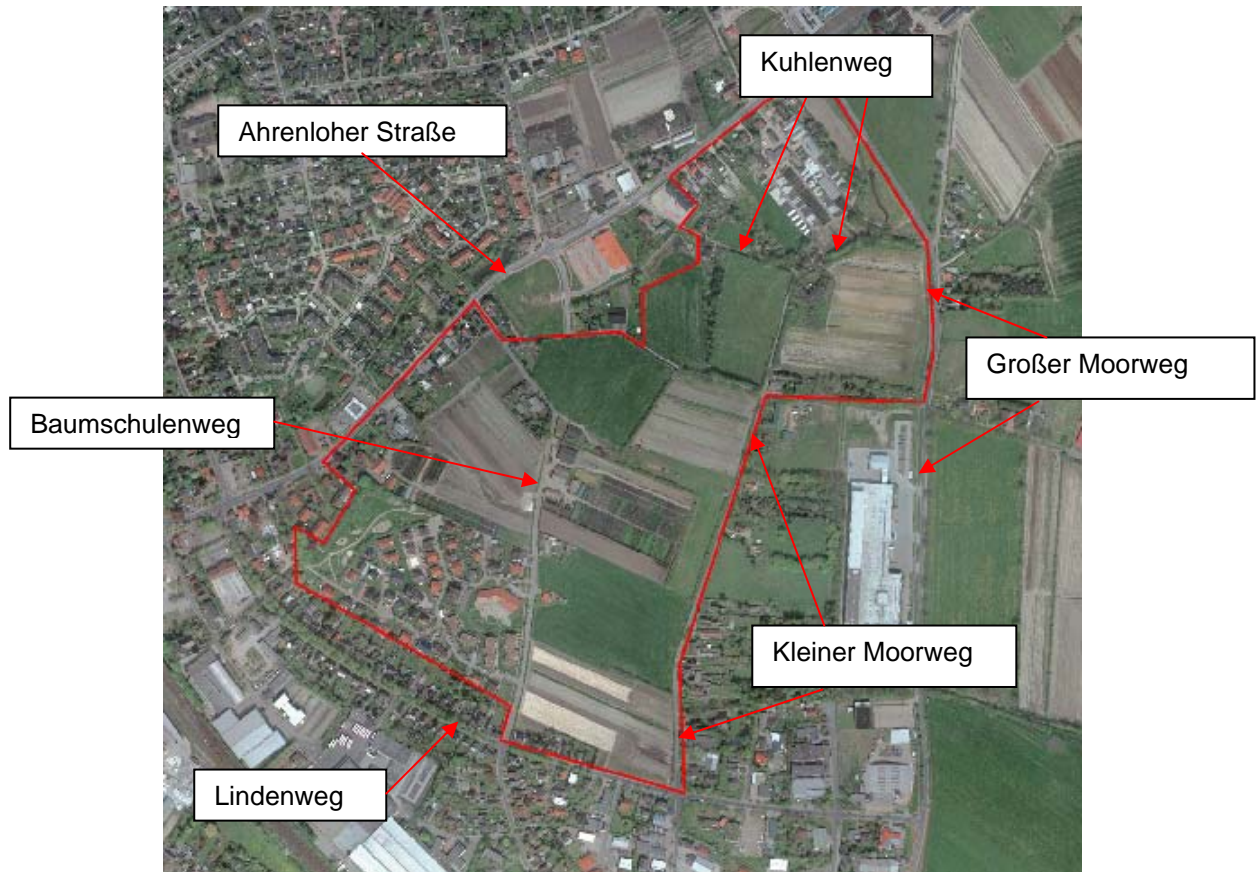 Kuhlenweg
Ahrenloher Straße
Großer Moorweg
Baumschulenweg
Kleiner Moorweg
Lindenweg